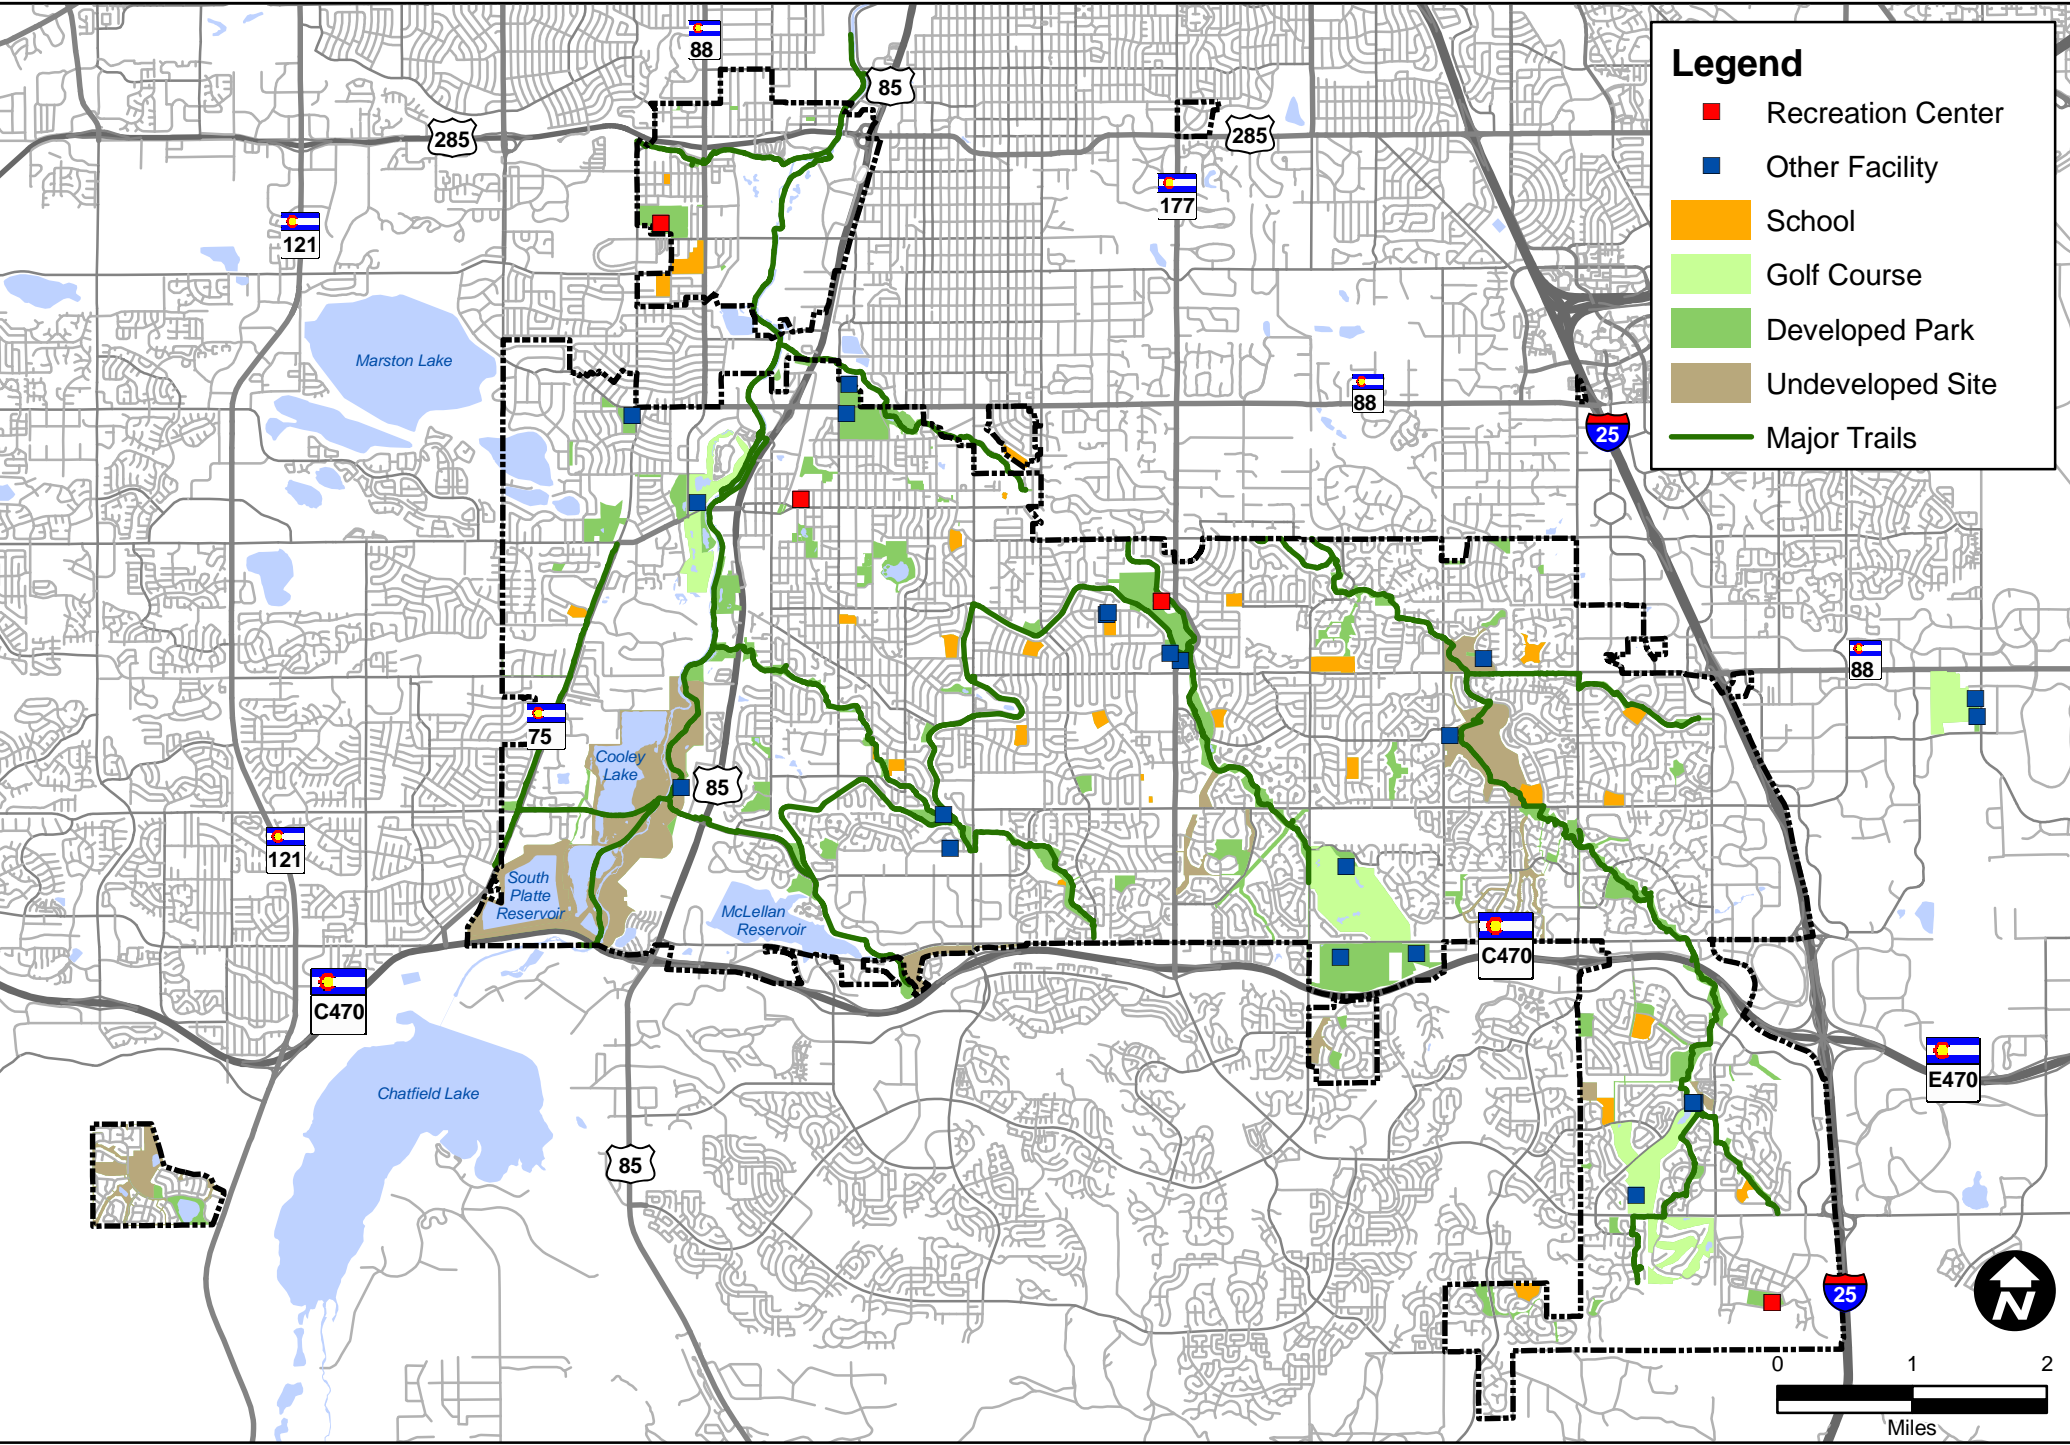 Legend
Recreation Center
Other Facility
School
Golf Course
Developed Park
Undeveloped Site
Major Trails
88
85
285
285
177
121
Marston Lake
88
25
88
75
Cooley
Lake
85
121
South
Platte
Reservoir
McLellan
Reservoir
C470
C470
E470
Chatfield Lake
85
25
N
0 1 2
Miles